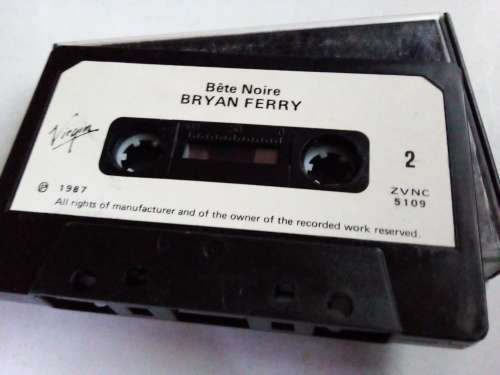 Bête Noire
BRYAN FERRY
Virgin
2
℗ 1987
ZVNC
5109
All rights of manufacturer and of the owner of the recorded work reserved.